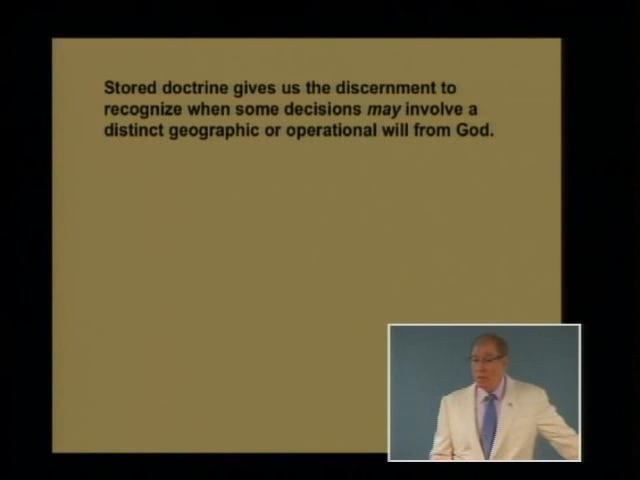 Stored doctrine gives us the discernment to
recognize when some decisions may involve a
distinct geographic or operational will from God.